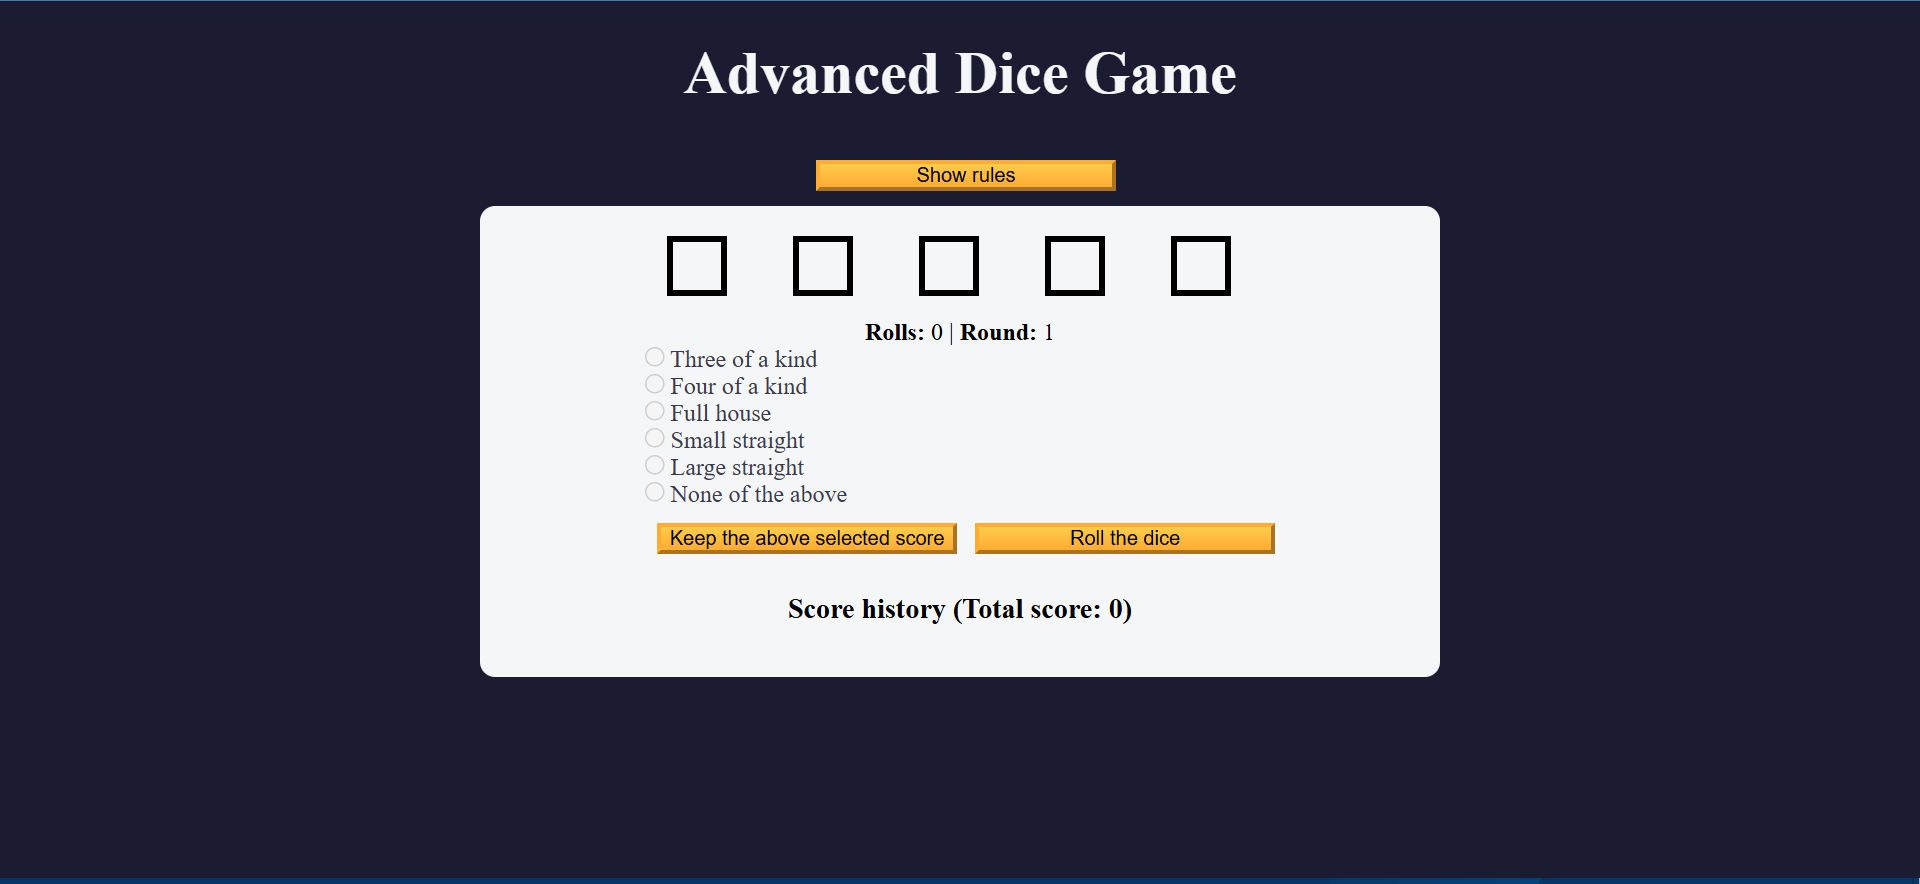 Advanced Dice Game
Show rules
Rolls: 0 | Round: 1
Three of a kind
Four of a kind
Full house
Small straight
Large straight
None of the above
Keep the above selected score
Roll the dice
Score history (Total score: 0)